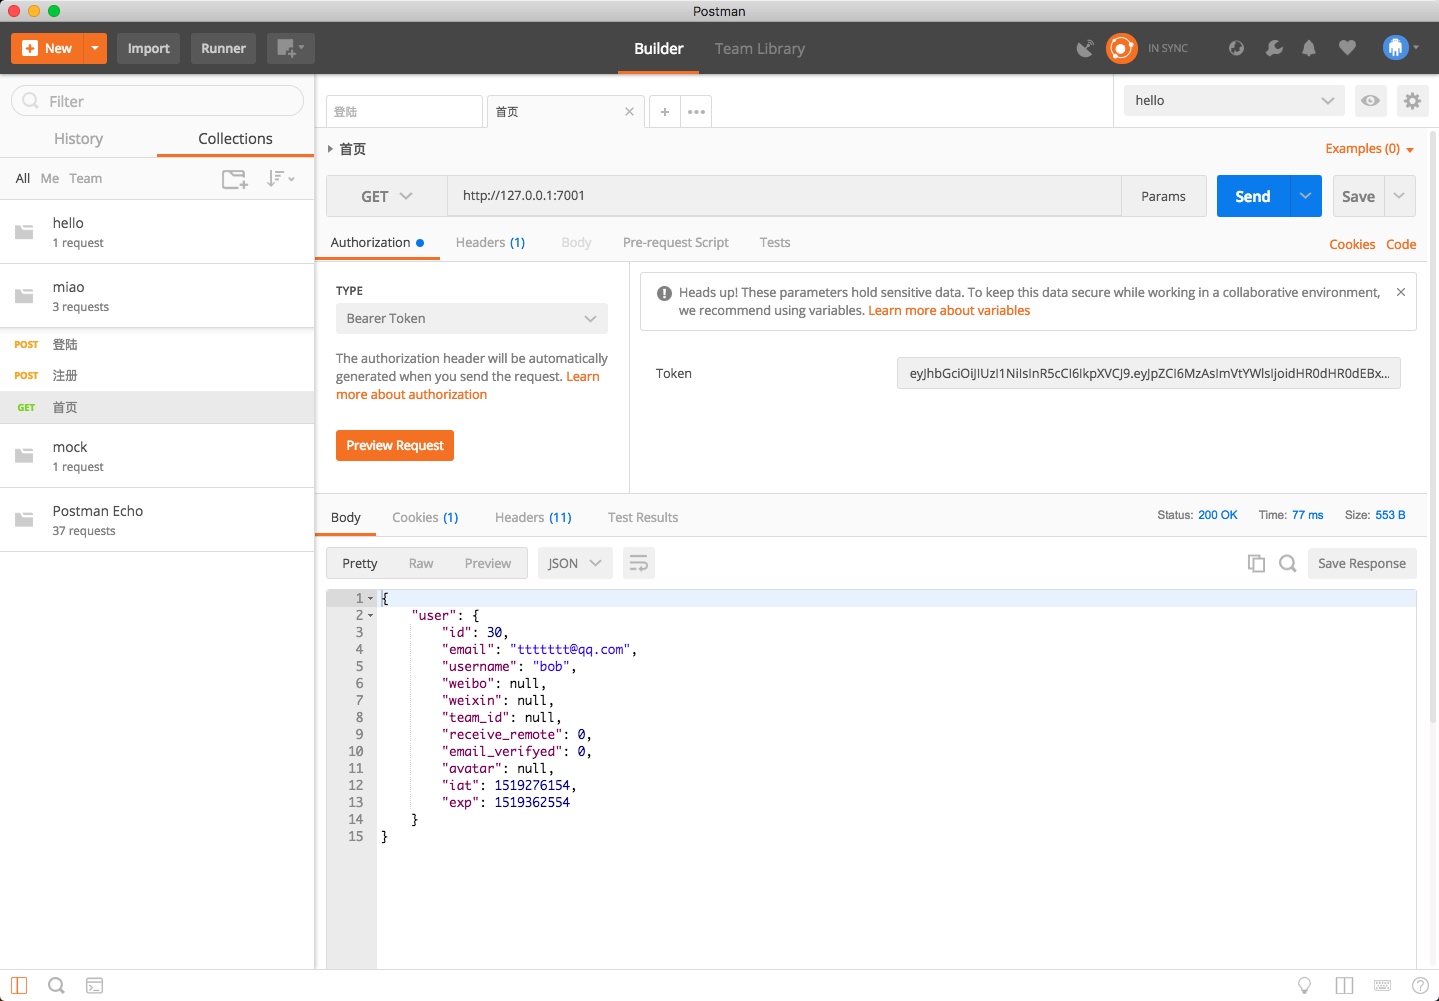 Postman
New
Import
Runner
Builder
Team Library
IN SYNC
Filter
History
Collections
All Me Team
hello
1 request
miao
3 requests
POST 登陆
POST 注册
GET 首页
mock
1 request
Postman Echo
37 requests
登陆
首页
hello
首页
Examples (0)
GET
http://127.0.0.1:7001
Params
Send
Save
Authorization
Headers (1)
Body
Pre-request Script
Tests
Cookies Code
TYPE
Bearer Token
The authorization header will be automatically
generated when you send the request. Learn
more about authorization
Preview Request
Heads up! These parameters hold sensitive data. To keep this data secure while working in a collaborative environment,
we recommend using variables. Learn more about variables
Token
Body
Cookies (1)
Headers (11)
Test Results
Status: 200 OK
Time: 77 ms
Size: 553 B
Pretty
Raw
Preview
JSON
Save Response
1 {
2 "user": {
3 "id": 30,
4 "email": "ttttttt@qq.com",
5 "username": "bob",
6 "weibo": null,
7 "weixin": null,
8 "team_id": null,
9 "receive_remote": 0,
10 "email_verifyed": 0,
11 "avatar": null,
12 "iat": 1519276154,
13 "exp": 1519362554
14 }
15 }